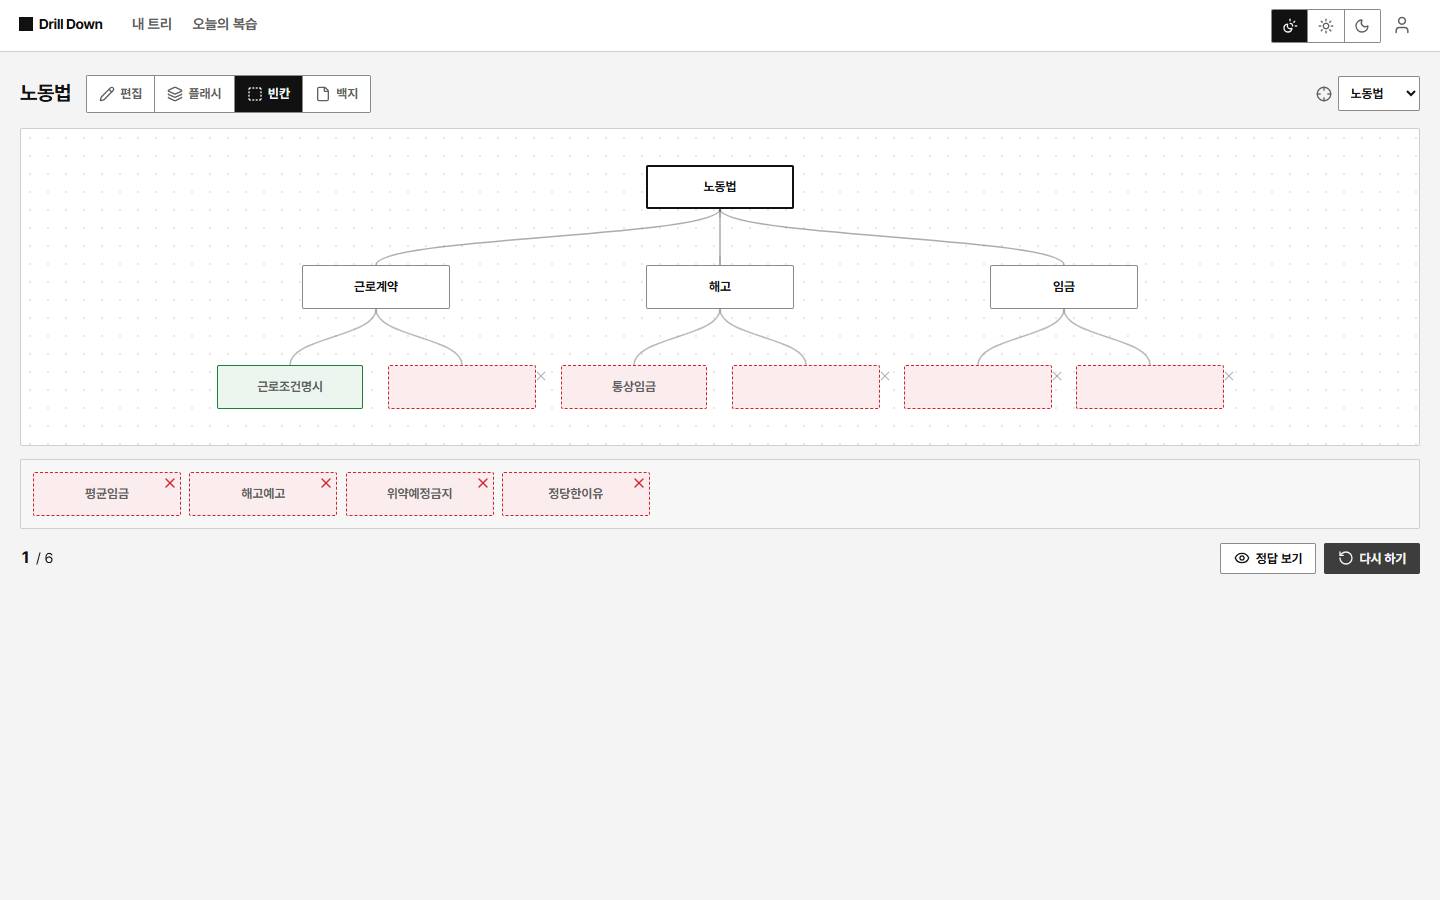 Drill Down 내 트리 오늘의 복습
노동법 편집 플래시 빈칸 백지 노동법
노동법
근로계약 해고 임금
근로조건명시 통상임금
평균임금 해고예고 위약예정금지 정당한이유
1 / 6 정답 보기 다시 하기